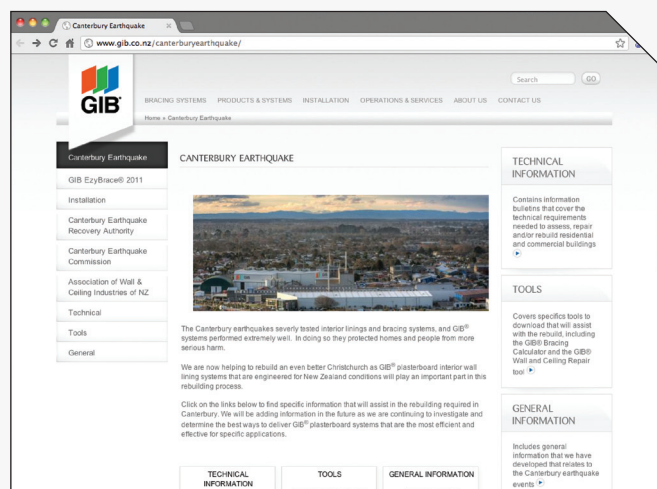 Canterbury Earthquake
www.gib.co.nz/canterburyearthquake/
GIB®
Search
GO
BRACING SYSTEMS PRODUCTS & SYSTEMS INSTALLATION OPERATIONS & SERVICES ABOUT US CONTACT US
Home » Canterbury Earthquake
Canterbury Earthquake
GIB EzyBrace® 2011
Installation
Canterbury Earthquake
Recovery Authority
Canterbury Earthquake
Commission
Association of Wall &
Ceiling Industries of NZ
Technical
Tools
General
CANTERBURY EARTHQUAKE
The Canterbury earthquakes severly tested interior linings and bracing systems, and GIB®
systems performed extremely well. In doing so they protected homes and people from more
serious harm.
We are now helping to rebuild an even better Christchurch as GIB® plasterboard interior wall
lining systems that are engineered for New Zealand conditions will play an important part in this
rebuilding process.
Click on the links below to find specific information that will assist in the rebuilding required in
Canterbury. We will be adding information in the future as we are continuing to investigate and
determine the best ways to deliver GIB® plasterboard systems that are the most efficient and
effective for specific applications.
TECHNICAL
INFORMATION
TOOLS
GENERAL INFORMATION
TECHNICAL
INFORMATION
Contains information
bulletins that cover the
technical requirements
needed to assess, repair
and/or rebuild residential
and commercial buildings
TOOLS
Covers specifics tools to
download that will assist
with the rebuild, including
the GIB® Bracing
Calculator and the GIB®
Wall and Ceiling Repair
tool
GENERAL
INFORMATION
Includes general
information that we have
developed that relates to
the Canterbury earthquake
events